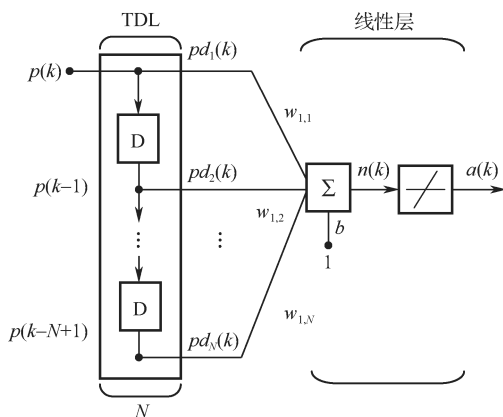 TDL
线性层
p(k)
pd₁(k)
w₁,₁
D
p(k–1)
pd₂(k)
Σ
n(k)
a(k)
w₁,₂
b
1
⋮
⋮
D
w₁,N
p(k–N+1)
pdN(k)
N